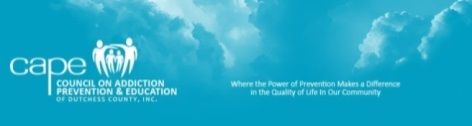 cape
COUNCIL ON ADDICTION
PREVENTION & EDUCATION
OF DUTCHESS COUNTY, INC.
Where the Power of Prevention Makes a Difference
in the Quality of Life In Our Community